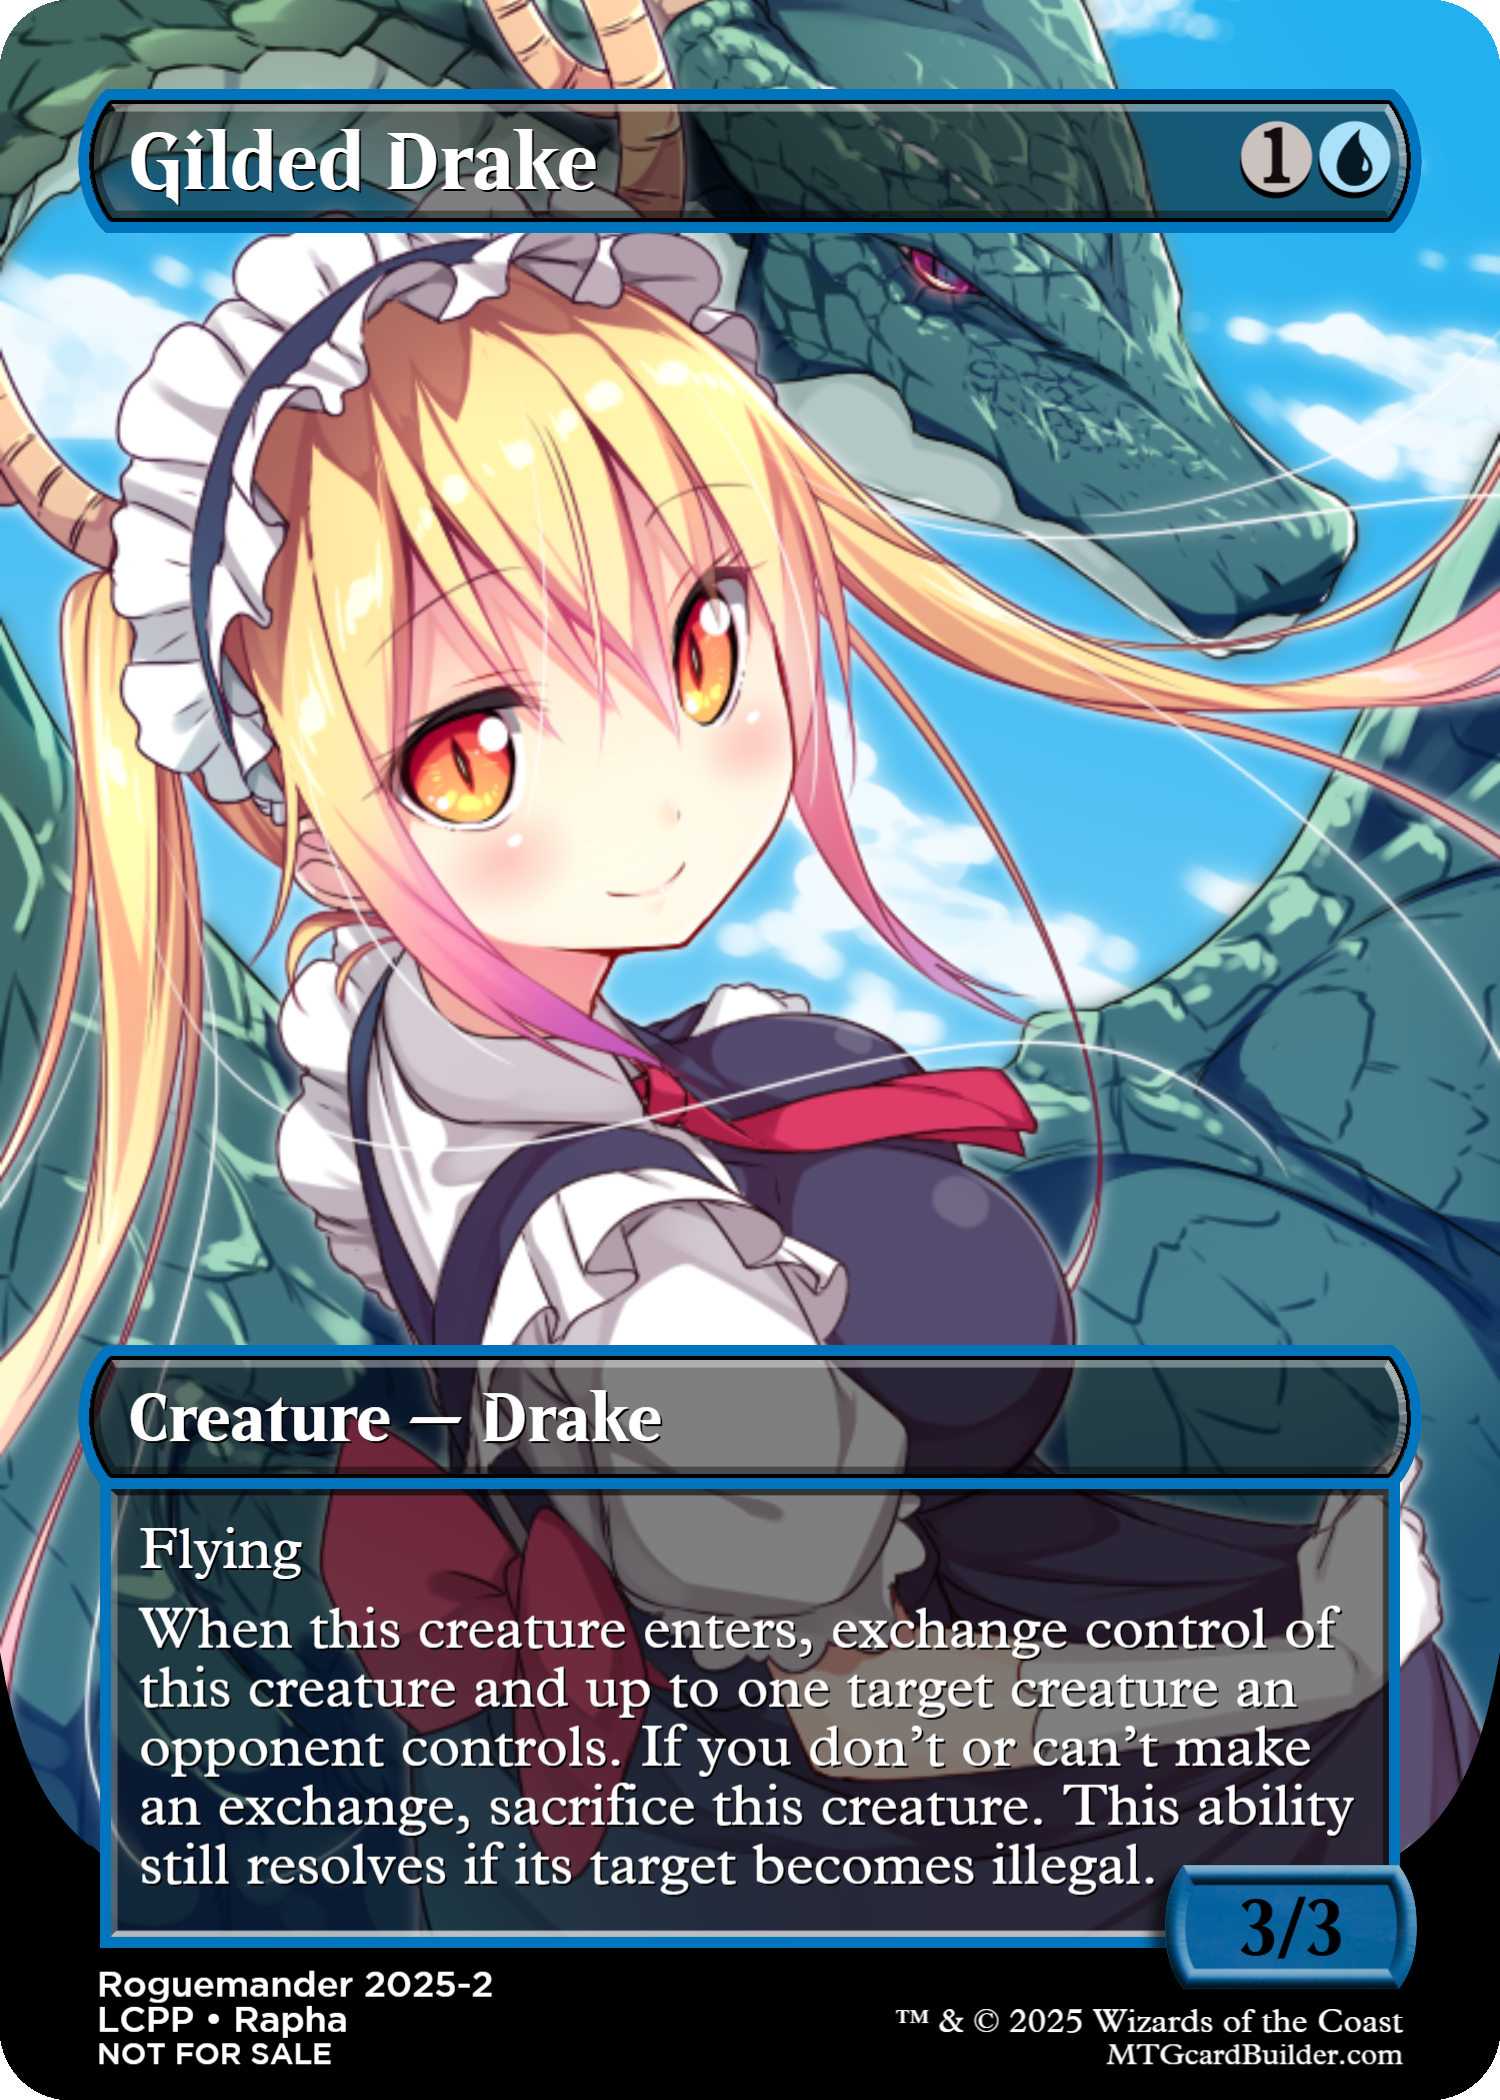 Gilded Drake 1
Creature — Drake
Flying
When this creature enters, exchange control of
this creature and up to one target creature an
opponent controls. If you don’t or can’t make
an exchange, sacrifice this creature. This ability
still resolves if its target becomes illegal.
3/3
Roguemander 2025-2
LCPP • Rapha
NOT FOR SALE
™ & © 2025 Wizards of the Coast
MTGcardBuilder.com